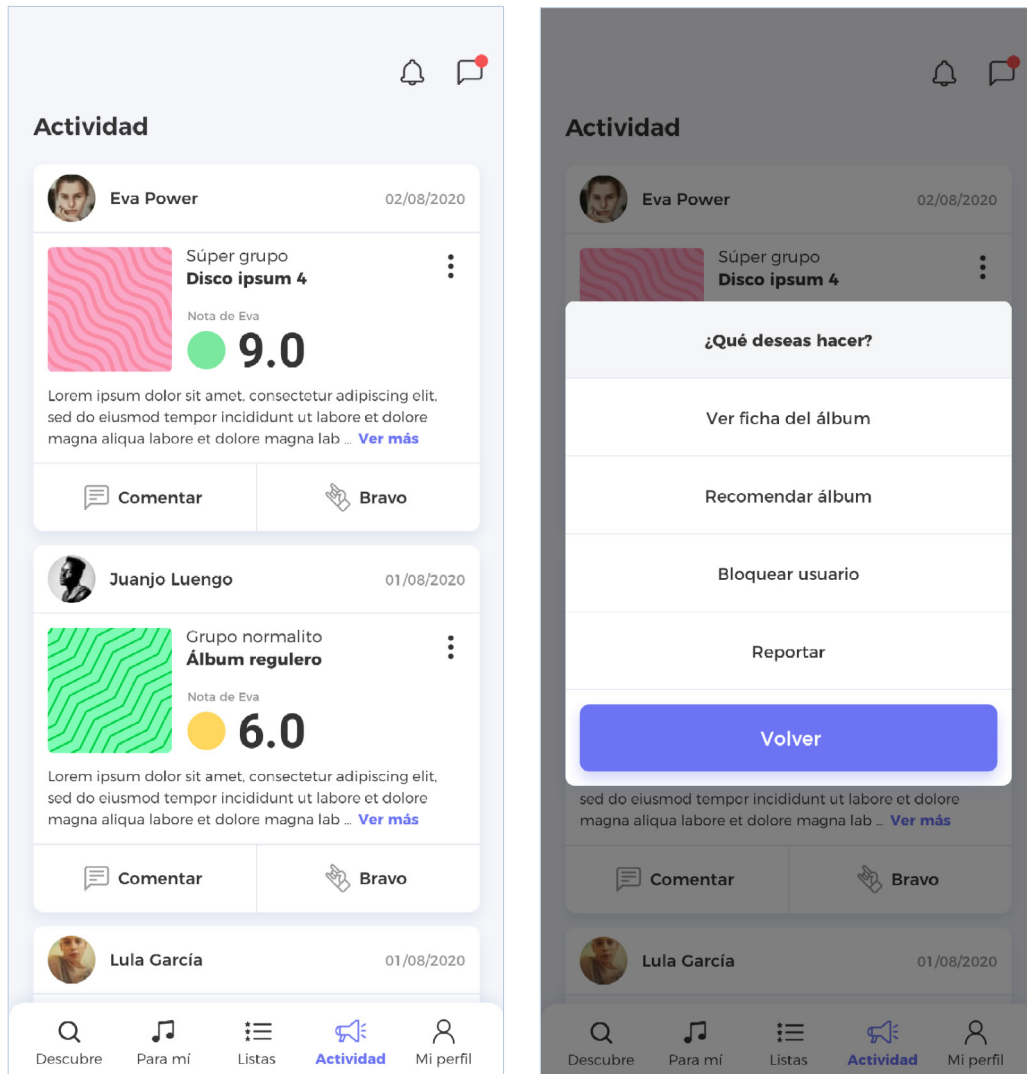 Actividad
Eva Power
02/08/2020
Súper grupo
Disco ipsum 4
Nota de Eva
9.0
Lorem ipsum dolor sit amet, consectetur adipiscing elit,
sed do eiusmod tempor incididunt ut labore et dolore
magna aliqua labore et dolore magna lab ... Ver más
Comentar
Bravo
Juanjo Luengo
01/08/2020
Grupo normalito
Álbum regulero
Nota de Eva
6.0
Lorem ipsum dolor sit amet, consectetur adipiscing elit,
sed do eiusmod tempor incididunt ut labore et dolore
magna aliqua labore et dolore magna lab ... Ver más
Comentar
Bravo
Lula García
01/08/2020
Descubre
Para mí
Listas
Actividad
Mi perfil
Actividad
Eva Power
02/08/2020
Súper grupo
Disco ipsum 4
¿Qué deseas hacer?
Ver ficha del álbum
Recomendar álbum
Bloquear usuario
Reportar
Volver
sed do eiusmod tempor incididunt ut labore et dolore
magna aliqua labore et dolore magna lab ... Ver más
Comentar
Bravo
Lula García
01/08/2020
Descubre
Para mí
Listas
Actividad
Mi perfil